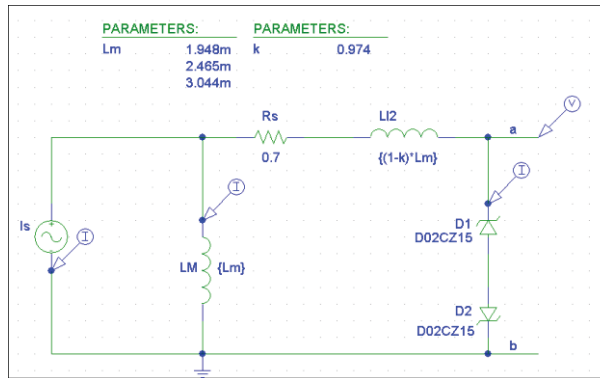 PARAMETERS: PARAMETERS:
Lm 1.948m k 0.974
2.465m
3.044m
Rs Ll2 a V
0.7 {(1-k)*Lm}
I I
Is I D1
D02CZ15
LM {Lm}
D2
D02CZ15
b